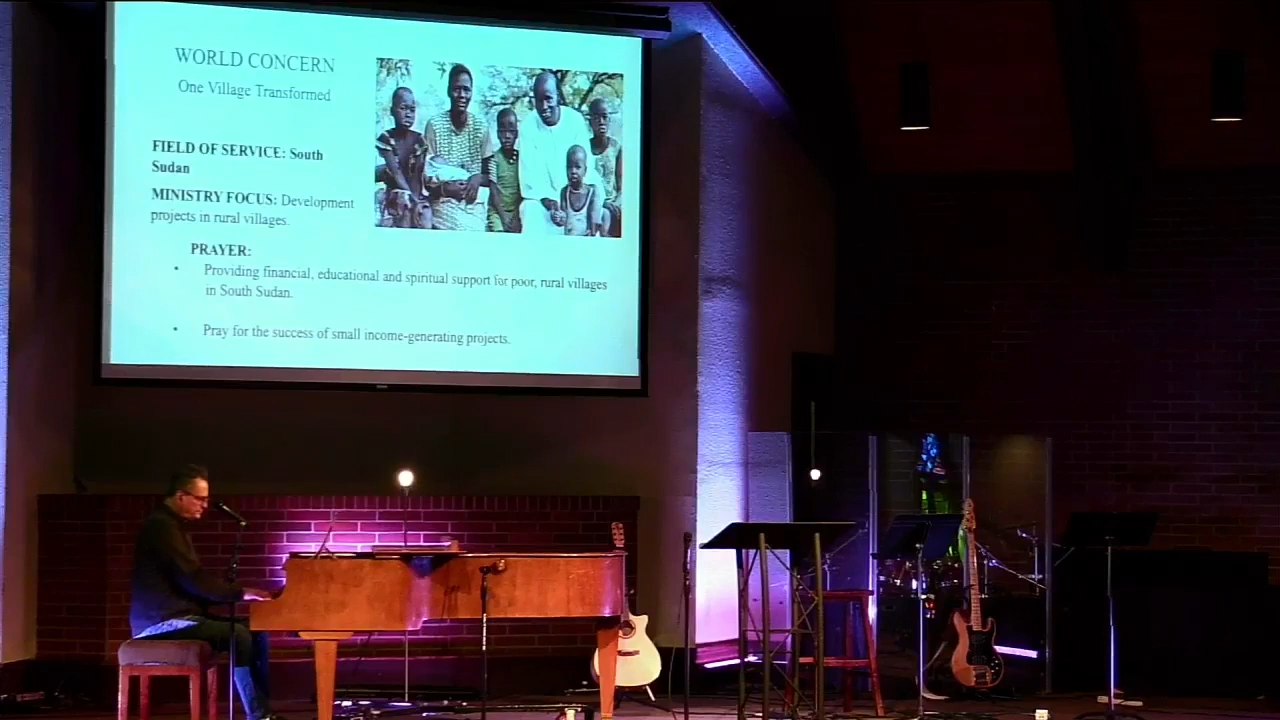 WORLD CONCERN
One Village Transformed
FIELD OF SERVICE: South
Sudan
MINISTRY FOCUS: Development
projects in rural villages.
PRAYER:
• Providing financial, educational and spiritual support for poor, rural villages
in South Sudan.
• Pray for the success of small income-generating projects.